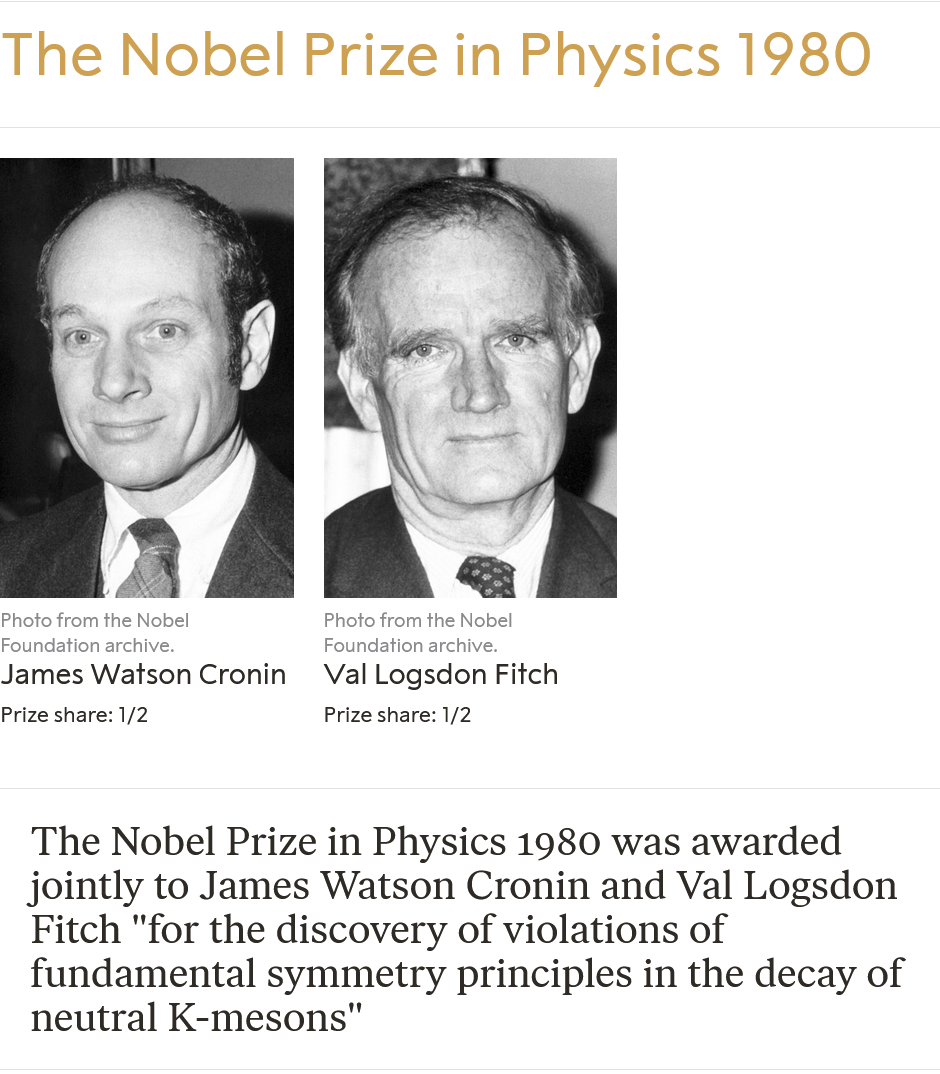 The Nobel Prize in Physics 1980
Photo from the Nobel
Foundation archive.
James Watson Cronin
Prize share: 1/2
Photo from the Nobel
Foundation archive.
Val Logsdon Fitch
Prize share: 1/2
The Nobel Prize in Physics 1980 was awarded
jointly to James Watson Cronin and Val Logsdon
Fitch "for the discovery of violations of
fundamental symmetry principles in the decay of
neutral K-mesons"